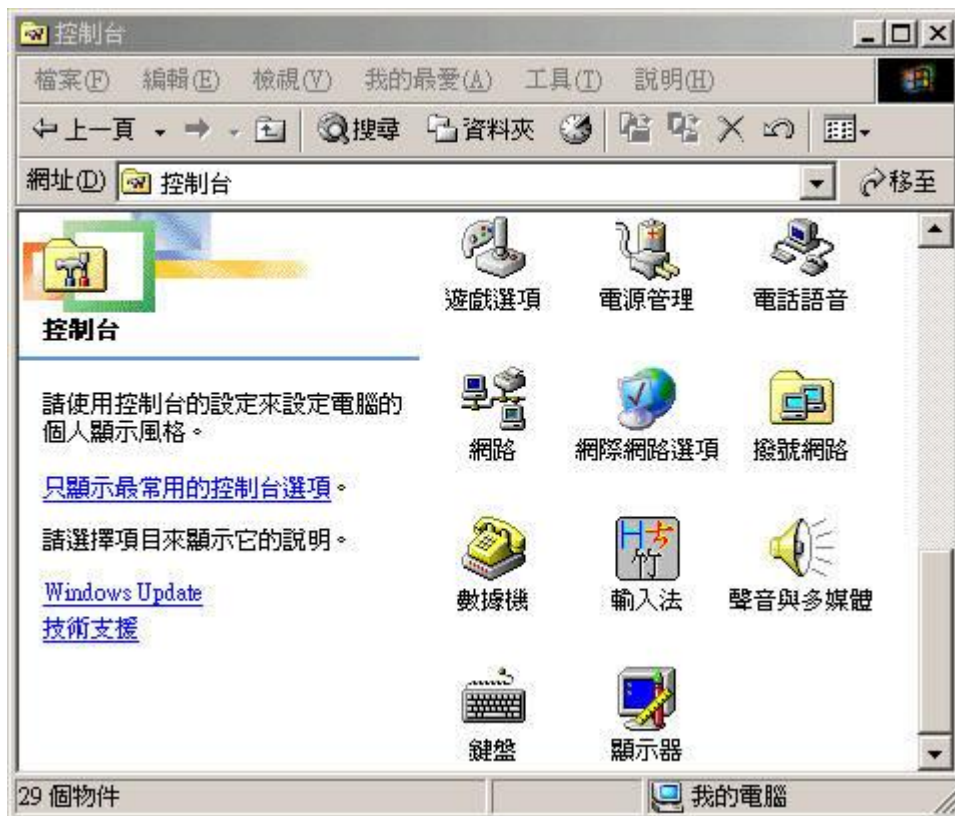 控制台
檔案(F) 編輯(E) 檢視(V) 我的最愛(A) 工具(T) 說明(H)
上一頁 搜尋 資料夾
網址(D) 控制台 移至
控制台
請使用控制台的設定來設定電腦的
個人顯示風格。
只顯示最常用的控制台選項。
請選擇項目來顯示它的說明。
Windows Update
技術支援
遊戲選項 電源管理 電話語音
網路 網際網路選項 撥號網路
數據機 輸入法 聲音與多媒體
鍵盤 顯示器
29 個物件 我的電腦